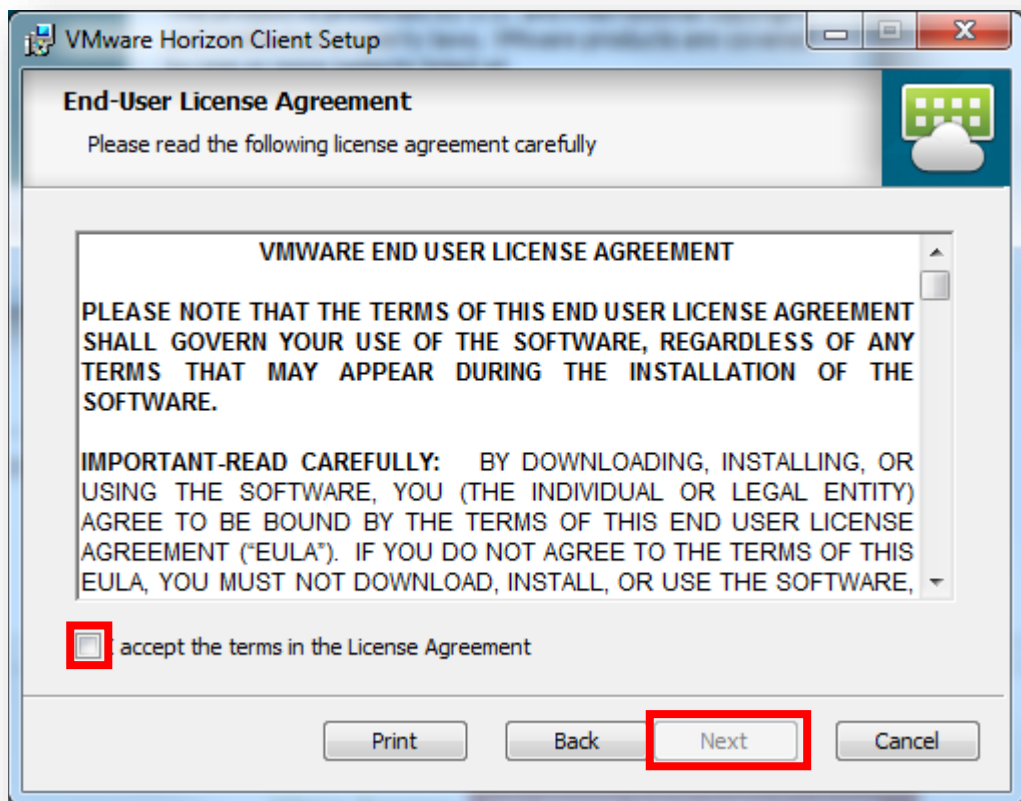 VMware Horizon Client Setup
End-User License Agreement
Please read the following license agreement carefully
VMWARE END USER LICENSE AGREEMENT
PLEASE NOTE THAT THE TERMS OF THIS END USER LICENSE AGREEMENT
SHALL GOVERN YOUR USE OF THE SOFTWARE, REGARDLESS OF ANY
TERMS THAT MAY APPEAR DURING THE INSTALLATION OF THE
SOFTWARE.
IMPORTANT-READ CAREFULLY: BY DOWNLOADING, INSTALLING, OR
USING THE SOFTWARE, YOU (THE INDIVIDUAL OR LEGAL ENTITY)
AGREE TO BE BOUND BY THE TERMS OF THIS END USER LICENSE
AGREEMENT (“EULA”). IF YOU DO NOT AGREE TO THE TERMS OF THIS
EULA, YOU MUST NOT DOWNLOAD, INSTALL, OR USE THE SOFTWARE,
I accept the terms in the License Agreement
Print Back Next Cancel